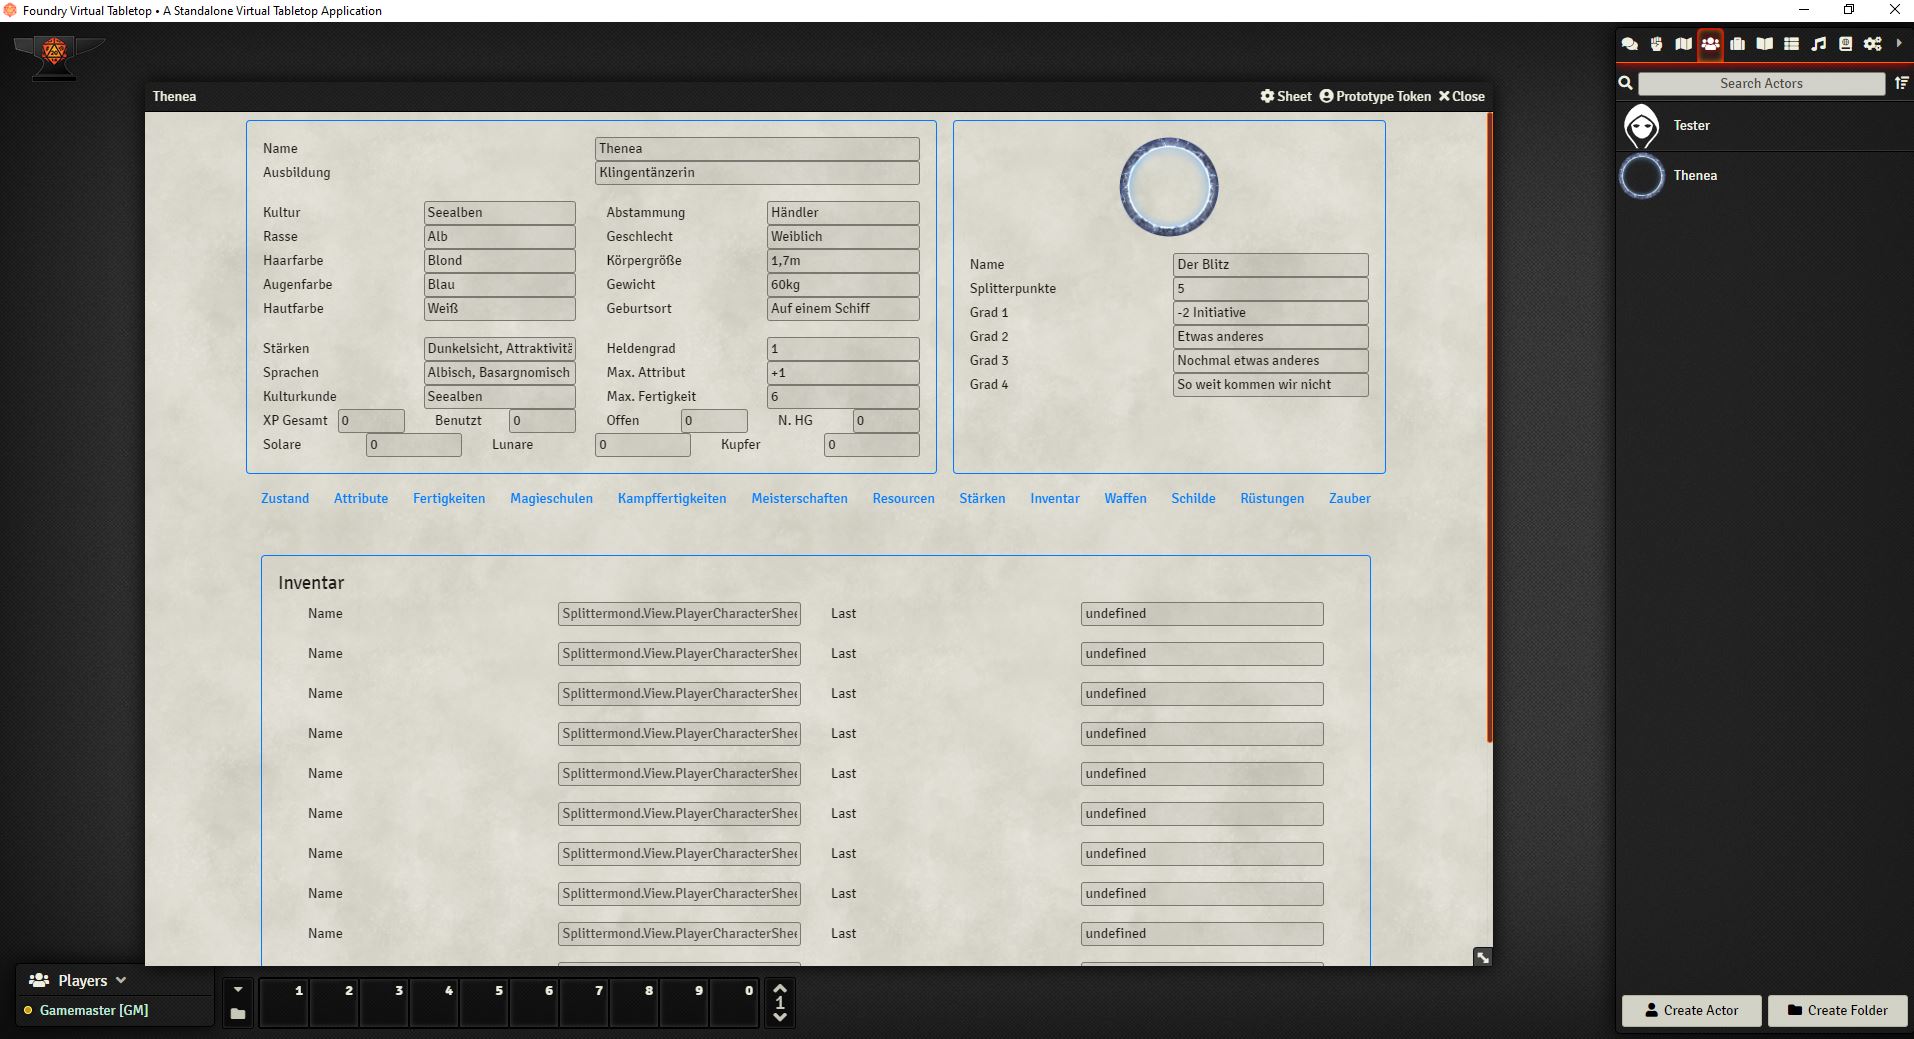 Foundry Virtual Tabletop • A Standalone Virtual Tabletop Application
Thenea
Sheet Prototype Token Close
Name Thenea
Ausbildung Klingentänzerin
Kultur Seealben Abstammung Händler
Rasse Alb Geschlecht Weiblich
Haarfarbe Blond Körpergröße 1,7m
Augenfarbe Blau Gewicht 60kg
Hautfarbe Weiß Geburtsort Auf einem Schiff
Stärken Dunkelsicht, Attraktivitä Heldengrad 1
Sprachen Albisch, Basargnomisch Max. Attribut +1
Kulturkunde Seealben Max. Fertigkeit 6
XP Gesamt 0 Benutzt 0 Offen 0 N. HG 0
Solare 0 Lunare 0 Kupfer 0
Name Der Blitz
Splitterpunkte 5
Grad 1 -2 Initiative
Grad 2 Etwas anderes
Grad 3 Nochmal etwas anderes
Grad 4 So weit kommen wir nicht
Zustand Attribute Fertigkeiten Magieschulen Kampffertigkeiten Meisterschaften Resourcen Stärken Inventar Waffen Schilde Rüstungen Zauber
Inventar
Name Splittermond.View.PlayerCharacterShee Last undefined
Name Splittermond.View.PlayerCharacterShee Last undefined
Name Splittermond.View.PlayerCharacterShee Last undefined
Name Splittermond.View.PlayerCharacterShee Last undefined
Name Splittermond.View.PlayerCharacterShee Last undefined
Name Splittermond.View.PlayerCharacterShee Last undefined
Name Splittermond.View.PlayerCharacterShee Last undefined
Name Splittermond.View.PlayerCharacterShee Last undefined
Name Splittermond.View.PlayerCharacterShee Last undefined
Search Actors
Tester
Thenea
Create Actor Create Folder
Players
Gamemaster [GM]
1 2 3 4 5 6 7 8 9 0
1